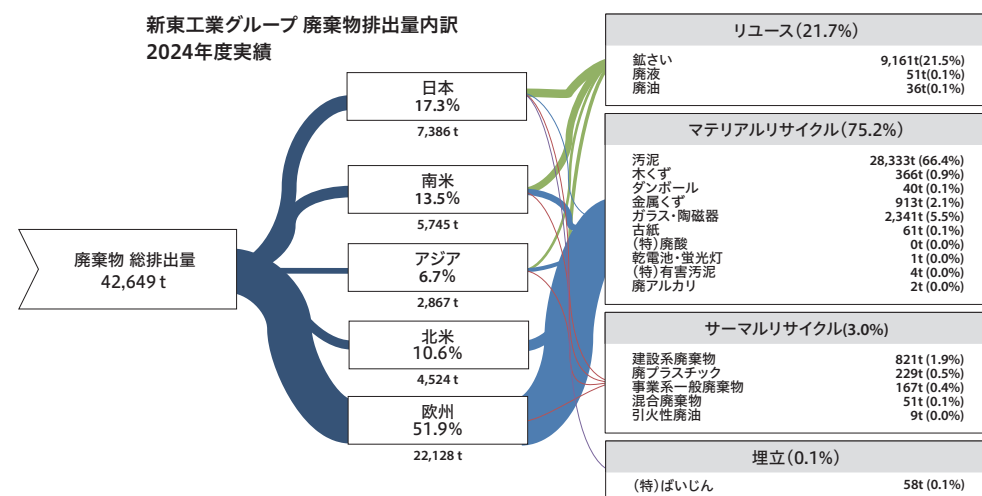 新東工業グループ 廃棄物排出量内訳
2024年度実績
廃棄物 総排出量
42,649 t
日本
17.3%
7,386 t
南米
13.5%
5,745 t
アジア
6.7%
2,867 t
北米
10.6%
4,524 t
欧州
51.9%
22,128 t
リユース(21.7%)
鉱さい 9,161t(21.5%)
廃液 51t(0.1%)
廃油 36t(0.1%)
マテリアルリサイクル(75.2%)
汚泥 28,333t (66.4%)
木くず 366t (0.9%)
ダンボール 40t (0.1%)
金属くず 913t (2.1%)
ガラス・陶磁器 2,341t (5.5%)
古紙 61t (0.1%)
(特)廃酸 0t (0.0%)
乾電池・蛍光灯 1t (0.0%)
(特)有害汚泥 4t (0.0%)
廃アルカリ 2t (0.0%)
サーマルリサイクル(3.0%)
建設系廃棄物 821t (1.9%)
廃プラスチック 229t (0.5%)
事業系一般廃棄物 167t (0.4%)
混合廃棄物 51t (0.1%)
引火性廃油 9t (0.0%)
埋立(0.1%)
(特)ばいじん 58t (0.1%)